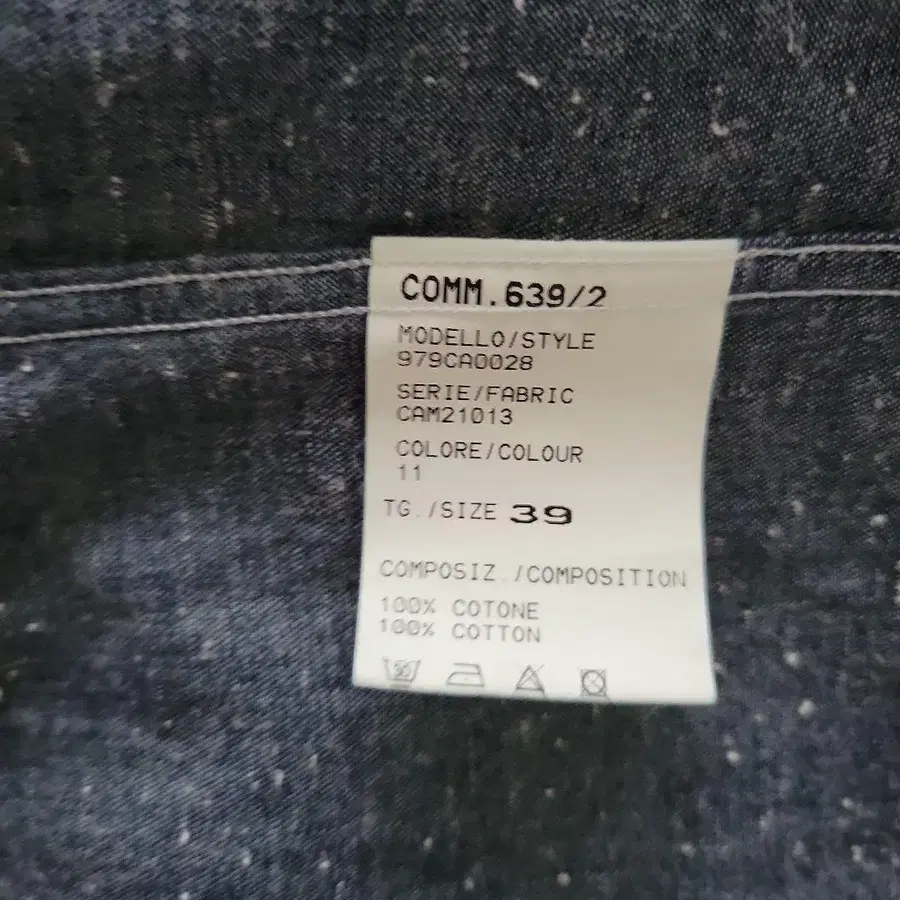 COMM.639/2
MODELLO/STYLE
979CA0028
SERIE/FABRIC
CAM21013
COLORE/COLOUR
11
TG./SIZE 39
COMPOSIZ./COMPOSITION
100% COTONE
100% COTTON
30